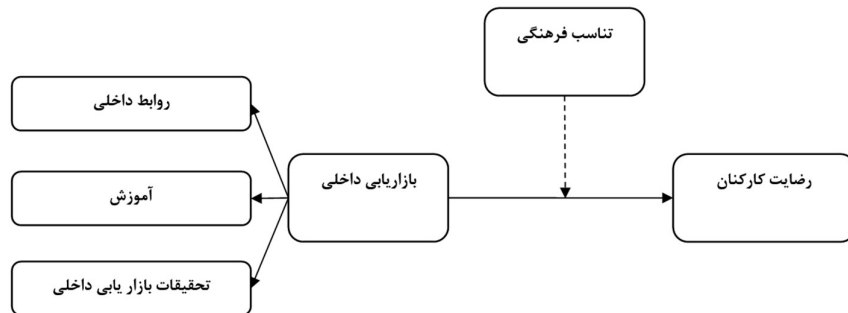 تناسب فرهنگی
روابط داخلی
بازاریابی داخلی
رضایت کارکنان
آموزش
تحقیقات بازار یابی داخلی